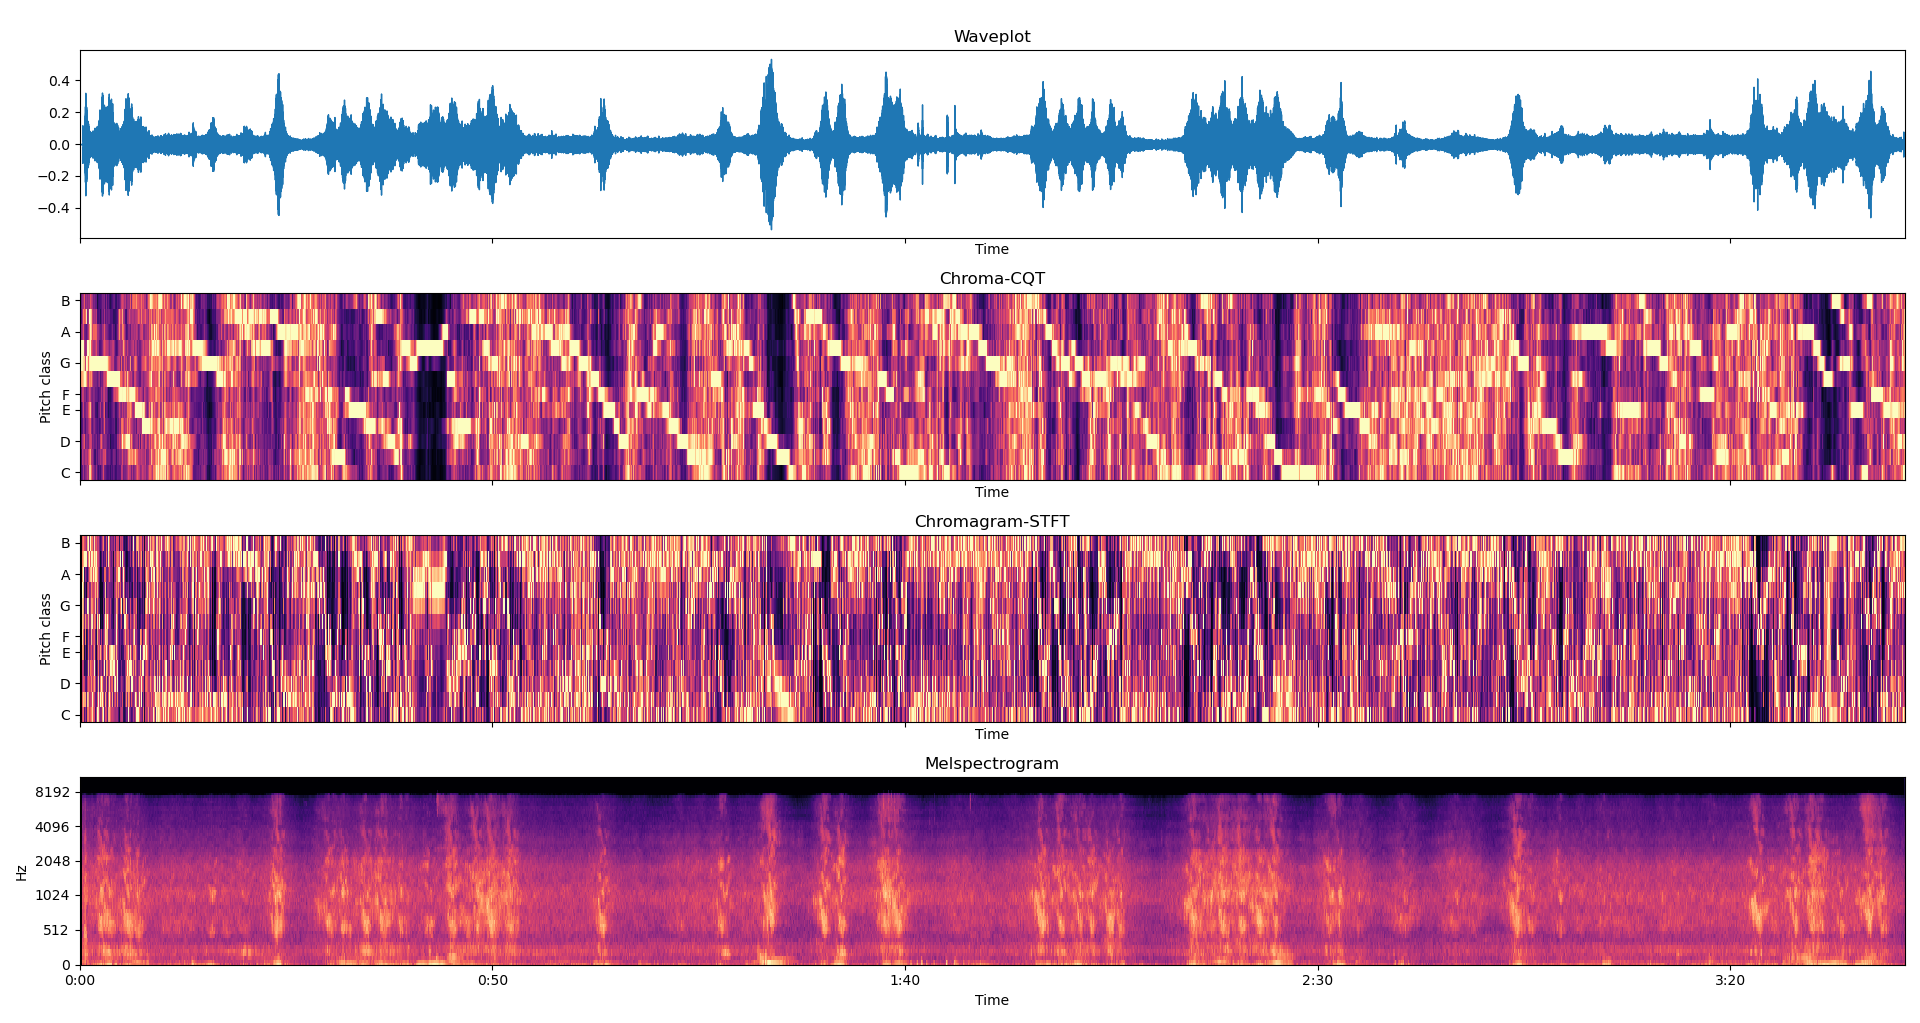 Waveplot
0.4
0.2
0.0
−0.2
−0.4
Time
Chroma-CQT
B
A
G
F
E
D
C
Pitch class
Time
Chromagram-STFT
B
A
G
F
E
D
C
Pitch class
Time
Melspectrogram
8192
4096
2048
1024
512
0
Hz
0:00 0:50 1:40 2:30 3:20
Time